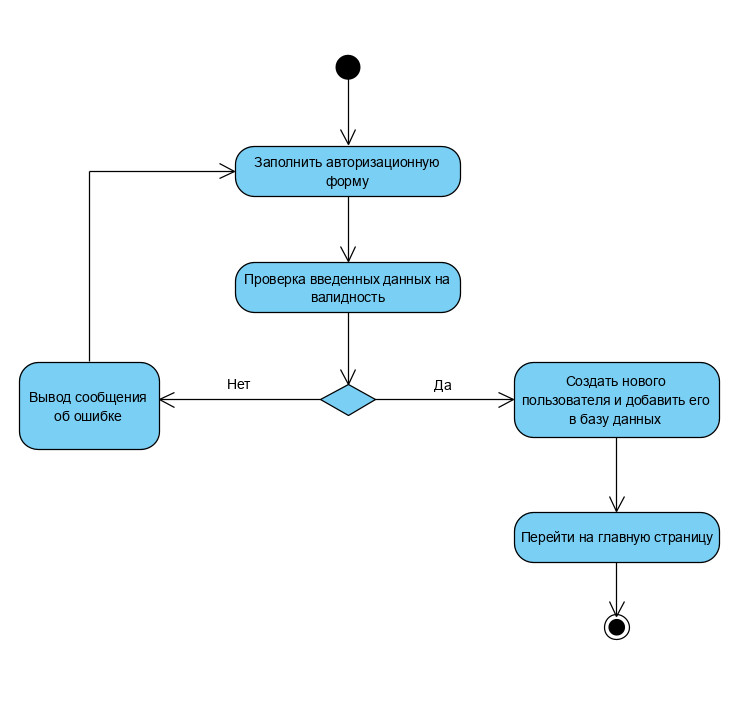 Заполнить авторизационную
форму
Проверка введенных данных на
валидность
Нет
Да
Вывод сообщения
об ошибке
Создать нового
пользователя и добавить его
в базу данных
Перейти на главную страницу